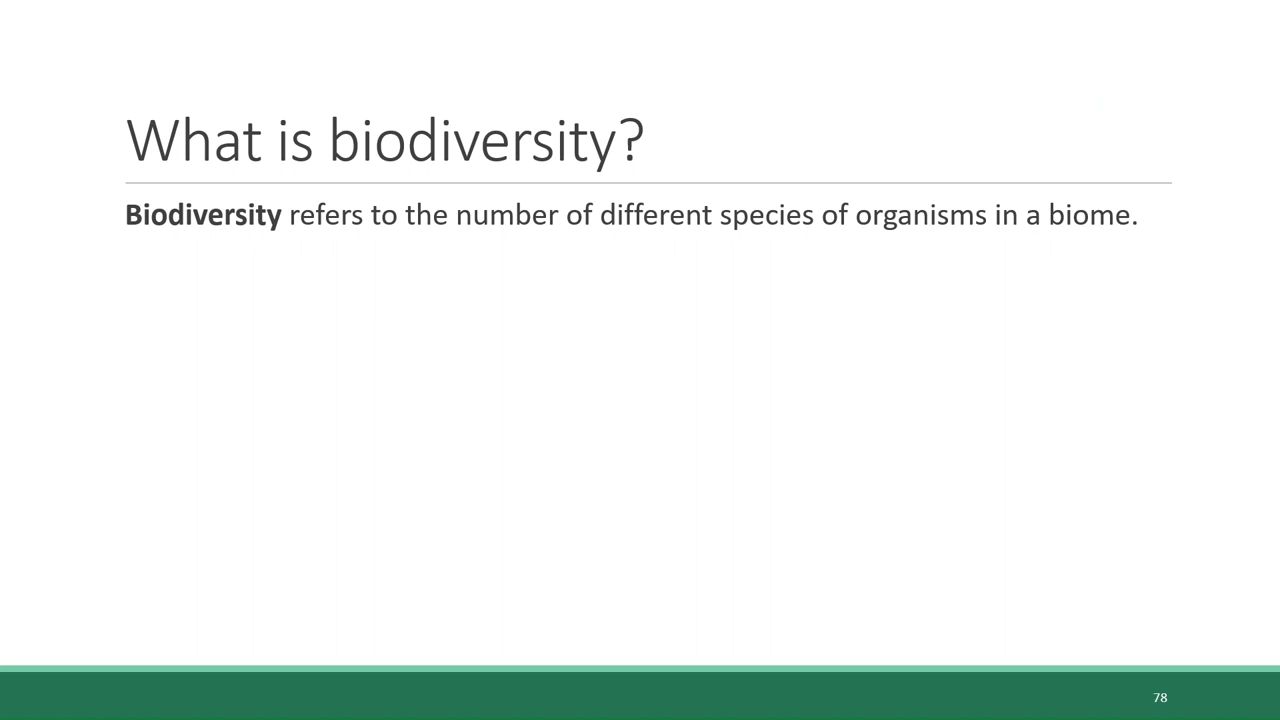 What is biodiversity?
Biodiversity refers to the number of different species of organisms in a biome.
78